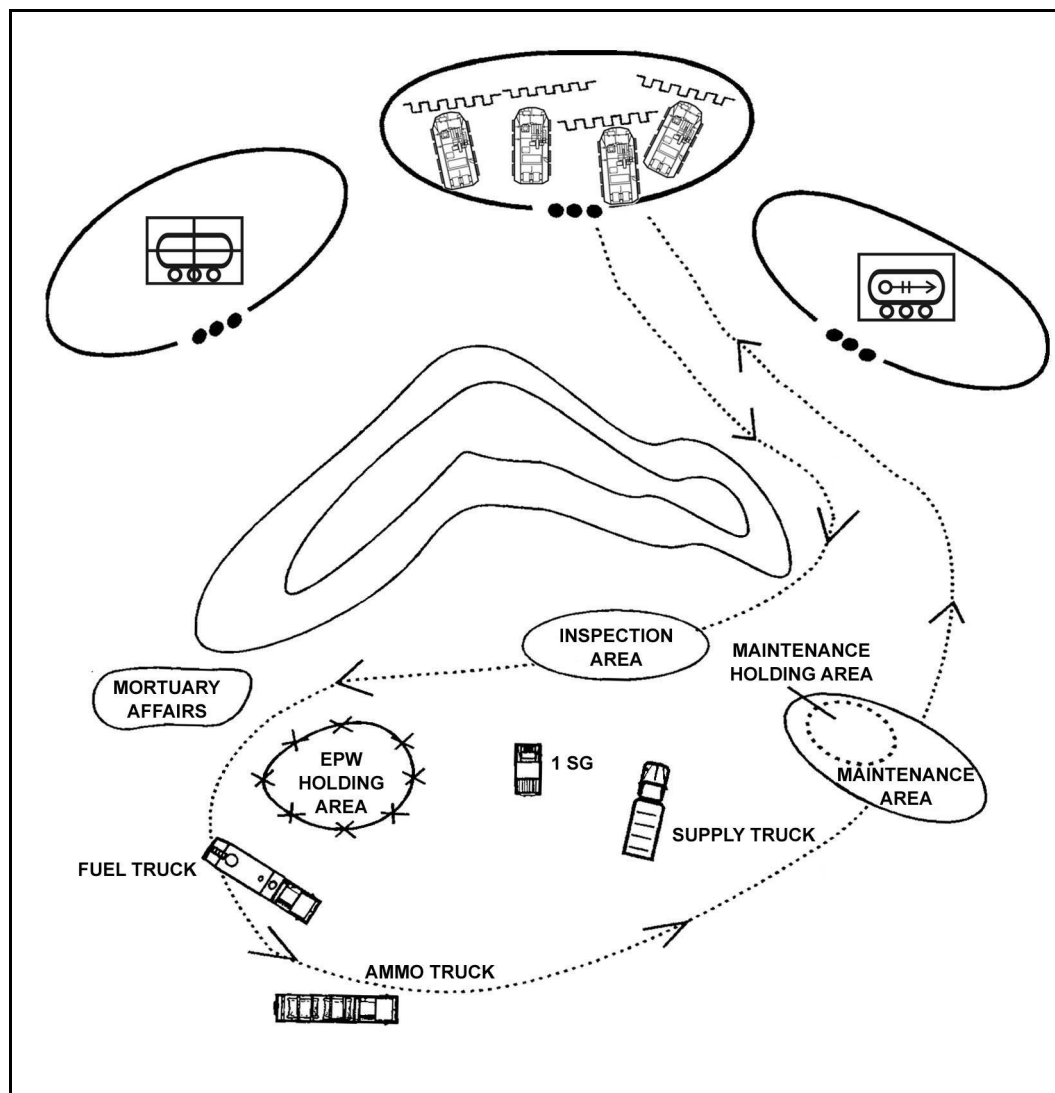 INSPECTION
AREA
MAINTENANCE
HOLDING AREA
MORTUARY
AFFAIRS
EPW
HOLDING
AREA
1 SG
MAINTENANCE
AREA
SUPPLY TRUCK
FUEL TRUCK
AMMO TRUCK